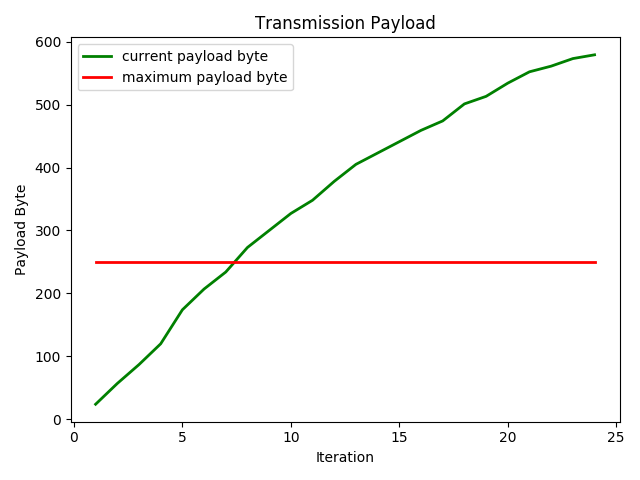 Transmission Payload
current payload byte
maximum payload byte
Payload Byte
600
500
400
300
200
100
0
0 5 10 15 20 25
Iteration